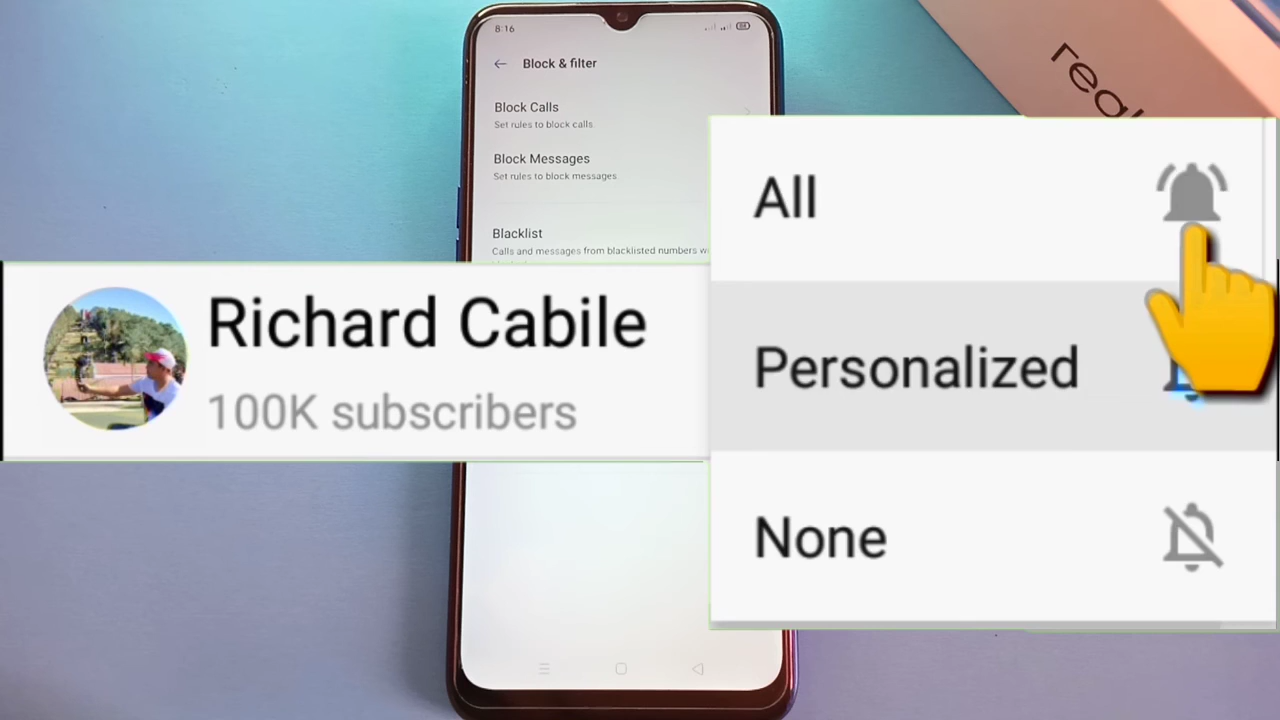 8:16
Block & filter
Block Calls
Set rules to block calls.
Block Messages
Set rules to block messages
Blacklist
Calls and messages from blacklisted numbers
real
All
Personalized
None
Richard Cabile
100K subscribers